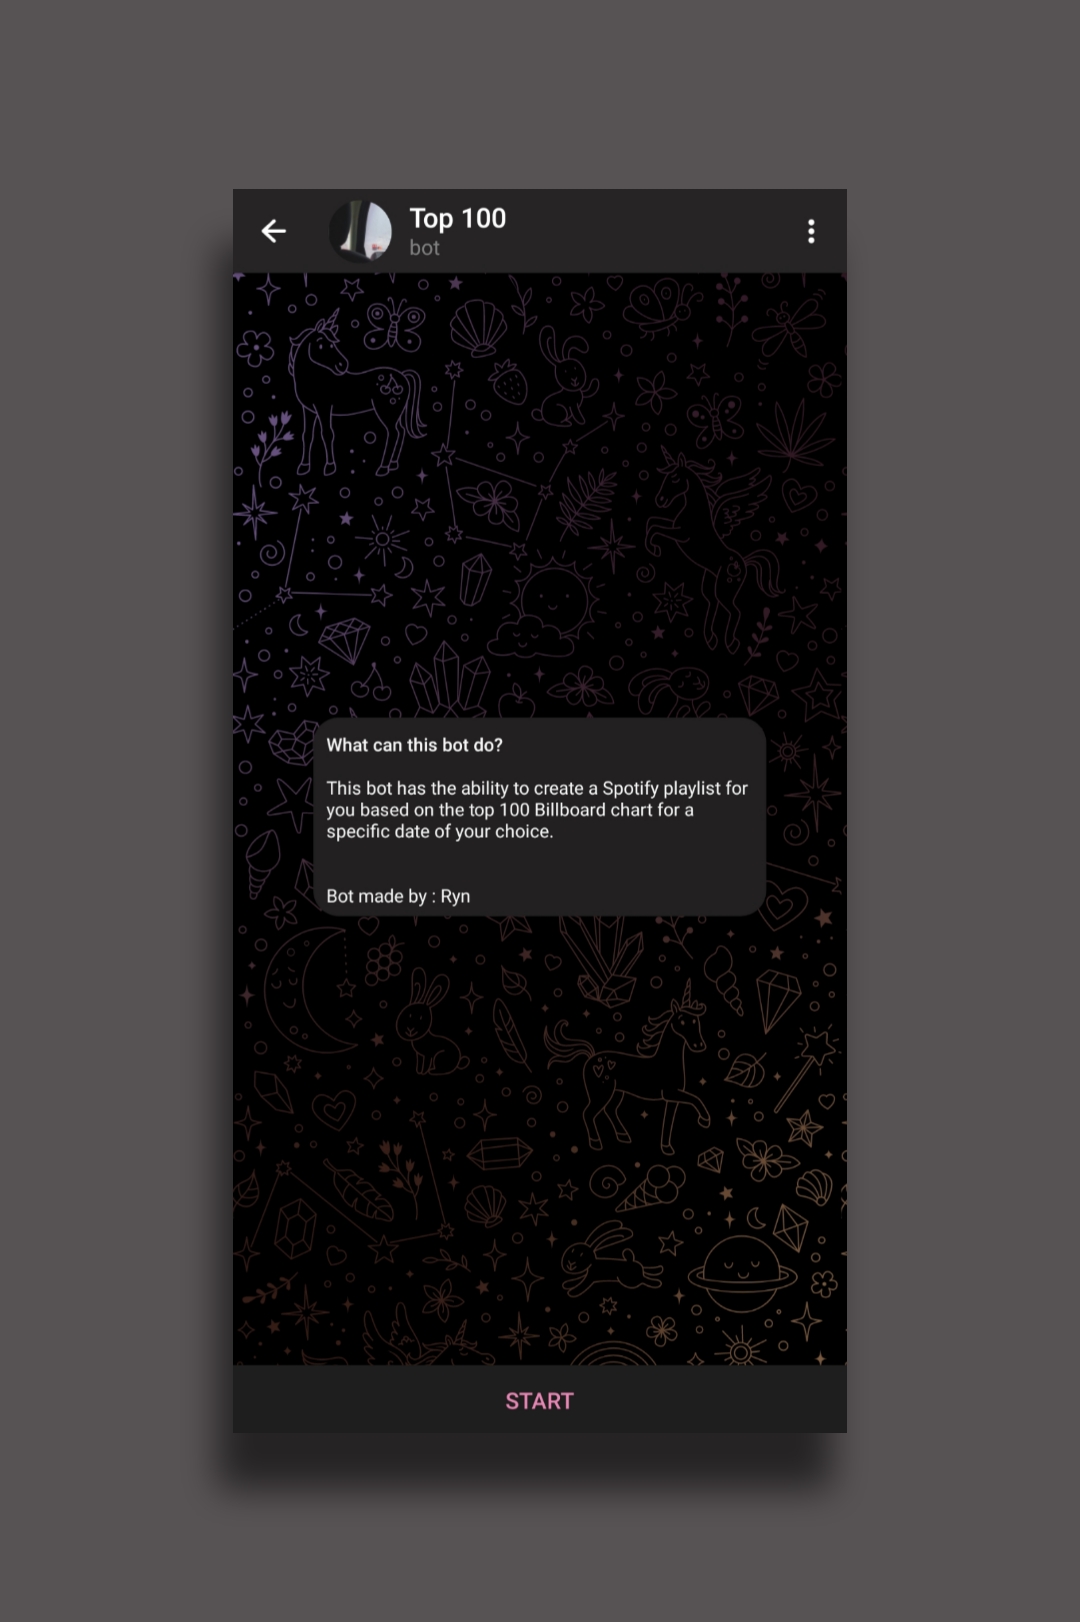 Top 100
bot
What can this bot do?
This bot has the ability to create a Spotify playlist for
you based on the top 100 Billboard chart for a
specific date of your choice.
Bot made by : Ryn
START